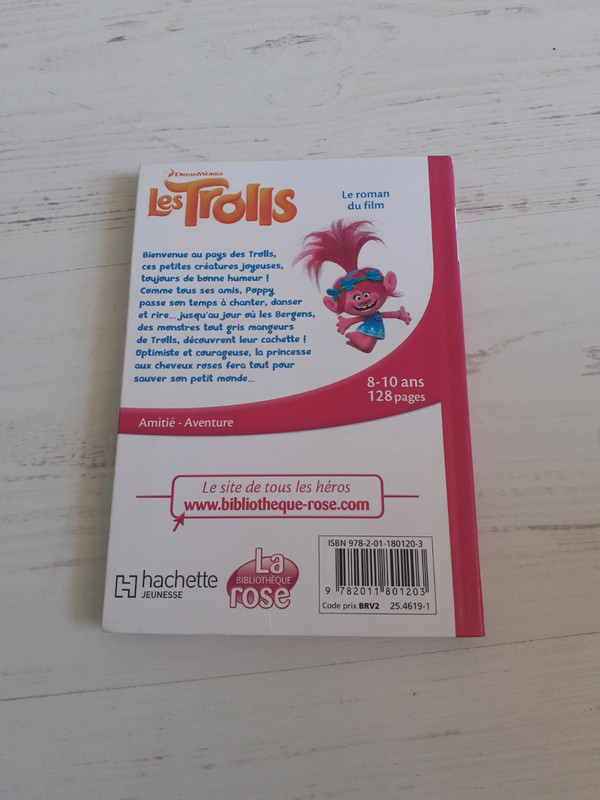 DREAMWORKS
Les Trolls
Le roman
du film
Bienvenue au pays des Trolls,
ces petites créatures joyeuses,
toujours de bonne humeur !
Comme tous ses amis, Poppy
passe son temps à chanter, danser
et rire... jusqu'au jour où les Bergens,
des monstres tout gris mangeurs
de Trolls, découvrent leur cachette !
Optimiste et courageuse, la princesse
aux cheveux roses fera tout pour
sauver son petit monde...
8-10 ans
128 pages
Amitié - Aventure
Le site de tous les héros
www.bibliotheque-rose.com
hachette
JEUNESSE
La
BIBLIOTHÈQUE
rose
ISBN 978-2-01-180120-3
9 782011 801203
Code prix BRV2 25.4619-1